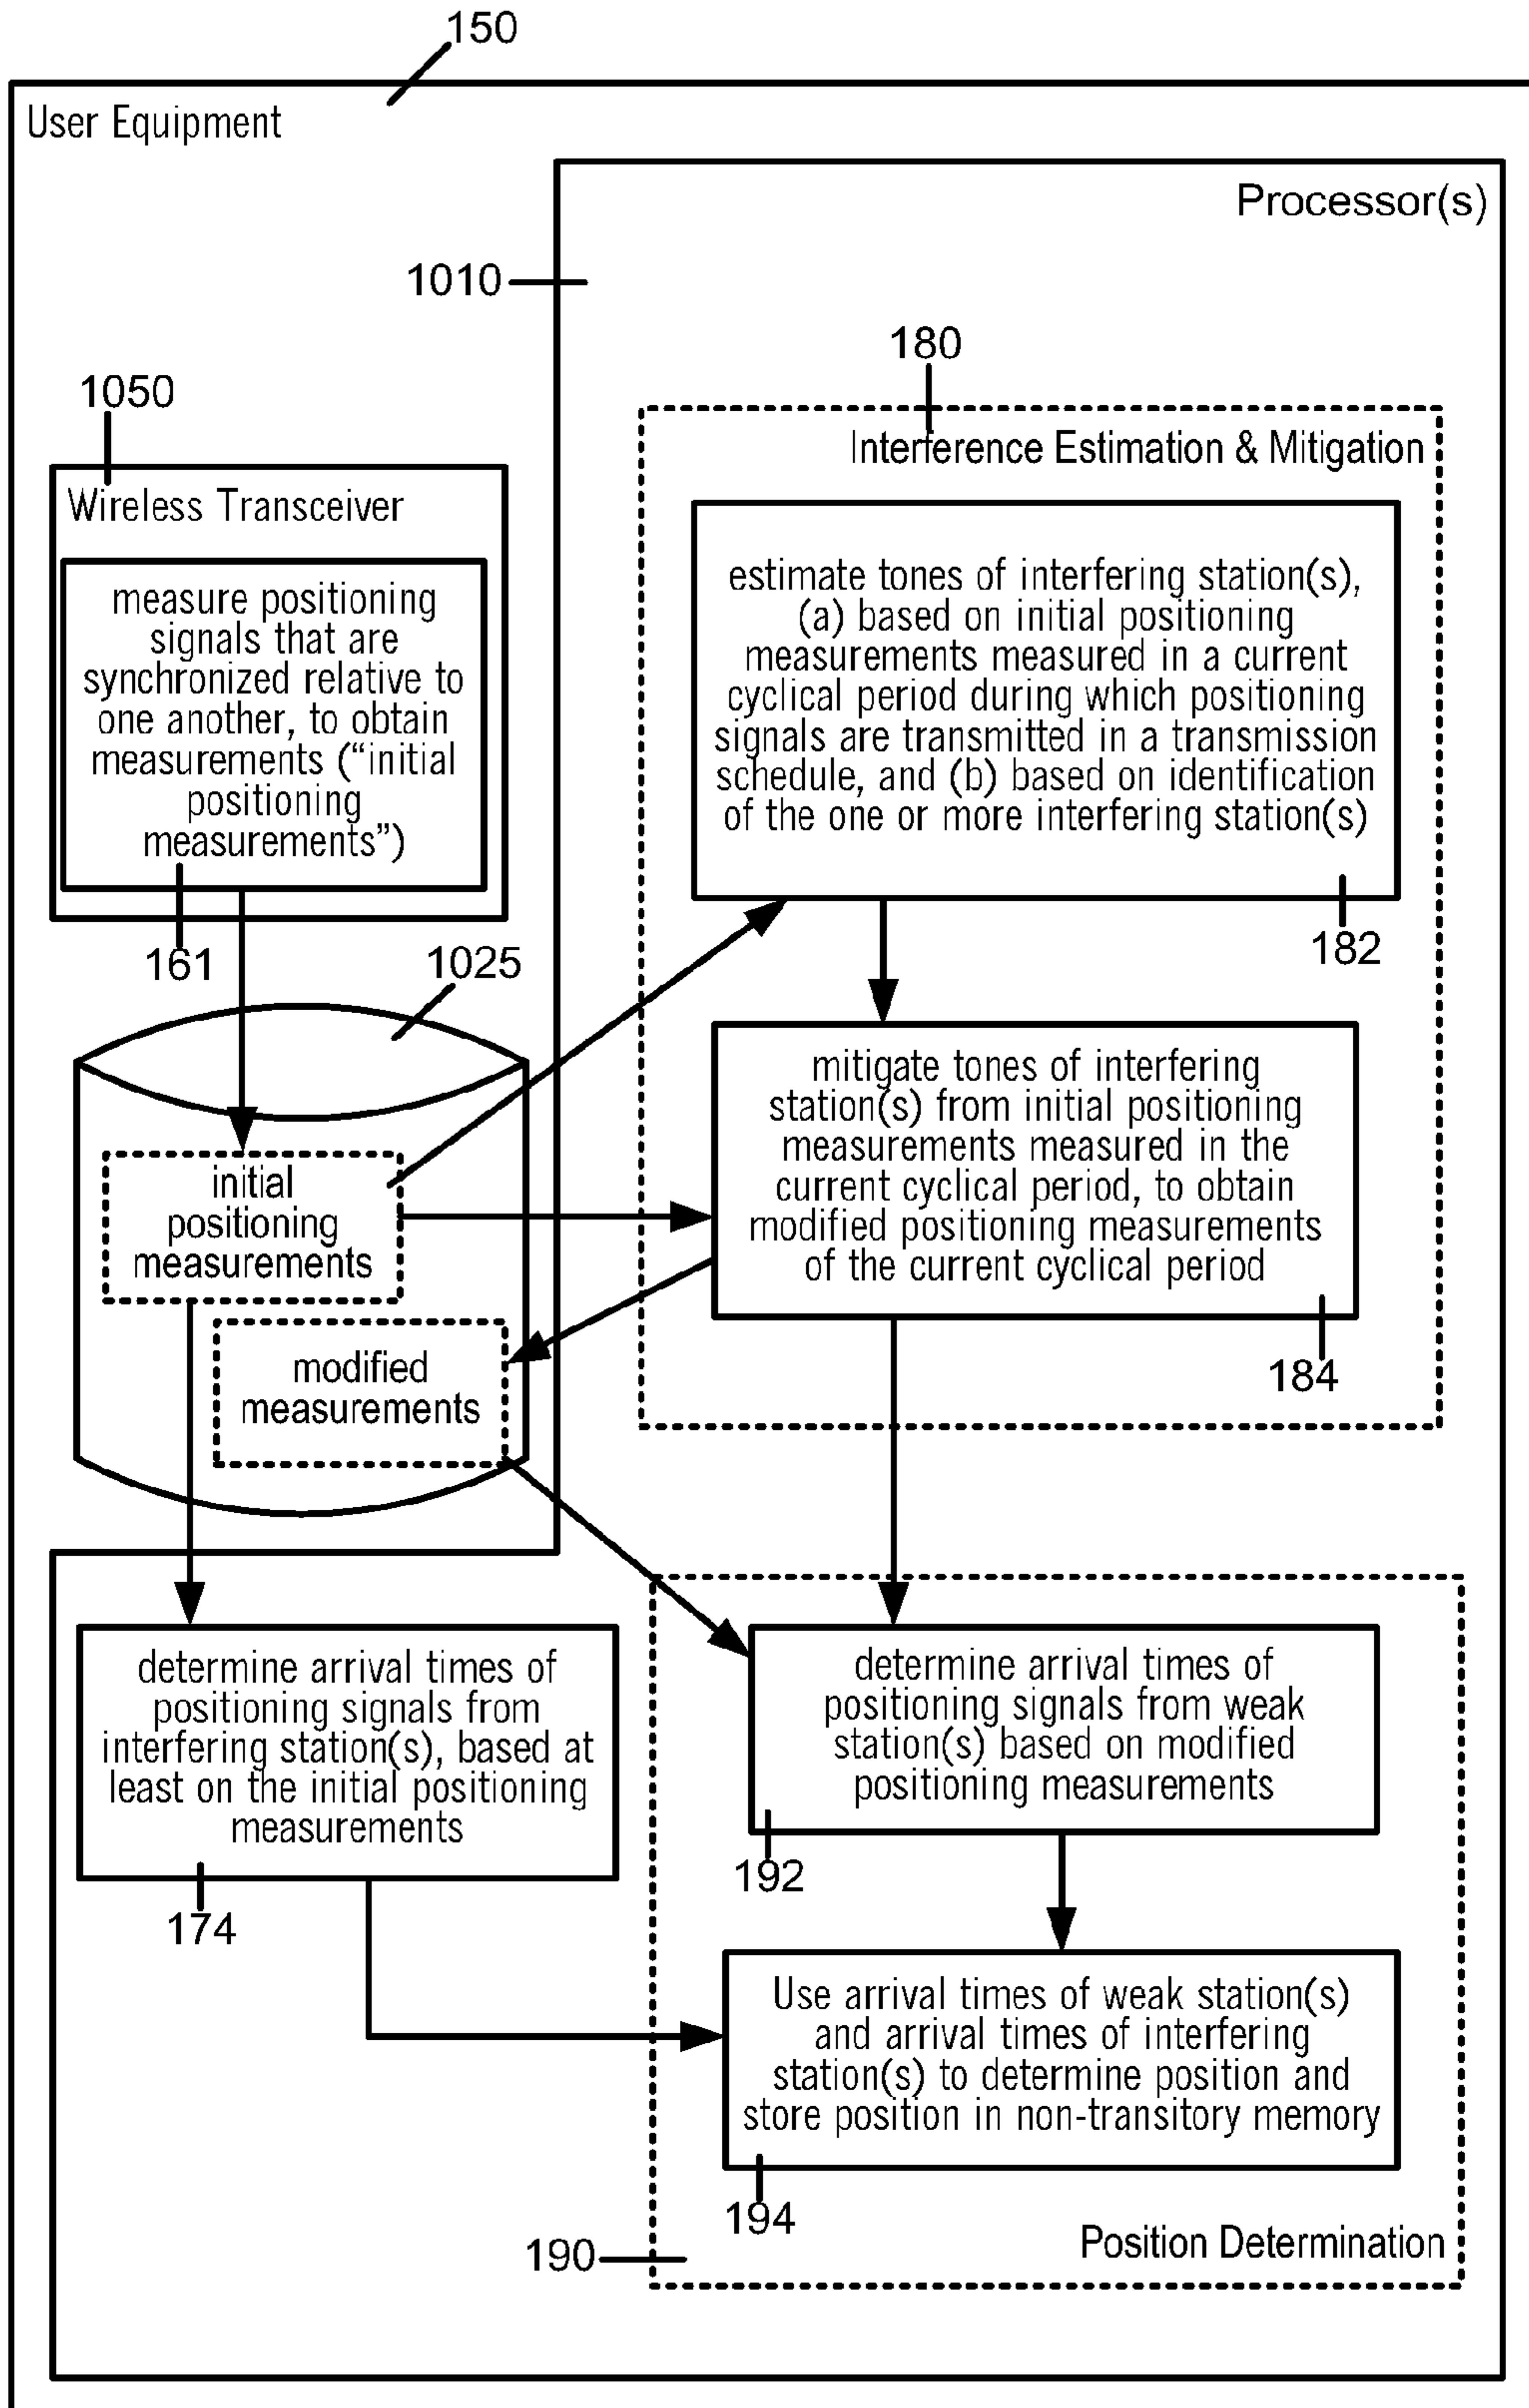 150
User Equipment
Processor(s)
1010
180
1050
Interference Estimation & Mitigation
Wireless Transceiver
measure positioning
signals that are
synchronized relative to
one another, to obtain
measurements (“initial
positioning
measurements”)
estimate tones of interfering station(s),
(a) based on initial positioning
measurements measured in a current
cyclical period during which positioning
signals are transmitted in a transmission
schedule, and (b) based on identification
of the one or more interfering station(s)
161
1025
182
mitigate tones of interfering
station(s) from initial positioning
measurements measured in the
current cyclical period, to obtain
modified positioning measurements
of the current cyclical period
initial
positioning
measurements
modified
measurements
184
determine arrival times of
positioning signals from
interfering station(s), based at
least on the initial positioning
measurements
determine arrival times of
positioning signals from weak
station(s) based on modified
positioning measurements
192
174
Use arrival times of weak station(s)
and arrival times of interfering
station(s) to determine position and
store position in non-transitory memory
194
190
Position Determination